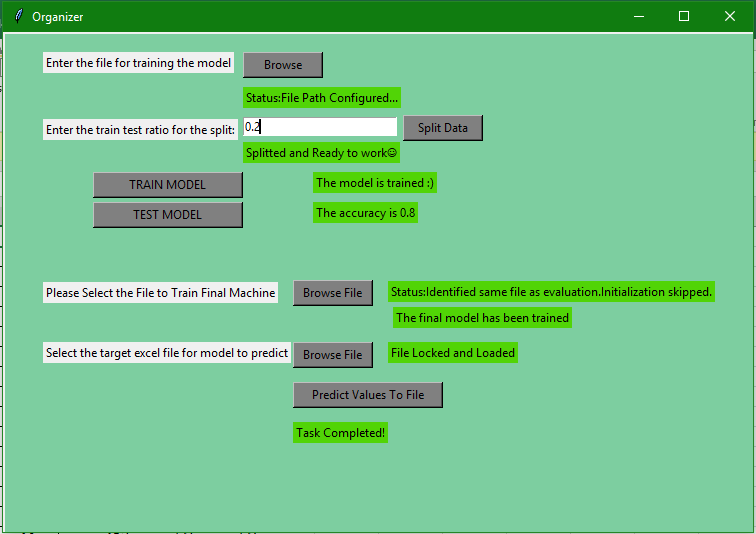 Organizer
Enter the file for training the model
Browse
Status:File Path Configured...
Enter the train test ratio for the split:
0.2
Split Data
Splitted and Ready to work☺
TRAIN MODEL
The model is trained :)
TEST MODEL
The accuracy is 0.8
Please Select the File to Train Final Machine
Browse File
Status:Identified same file as evaluation.Initialization skipped.
The final model has been trained
Select the target excel file for model to predict
Browse File
File Locked and Loaded
Predict Values To File
Task Completed!